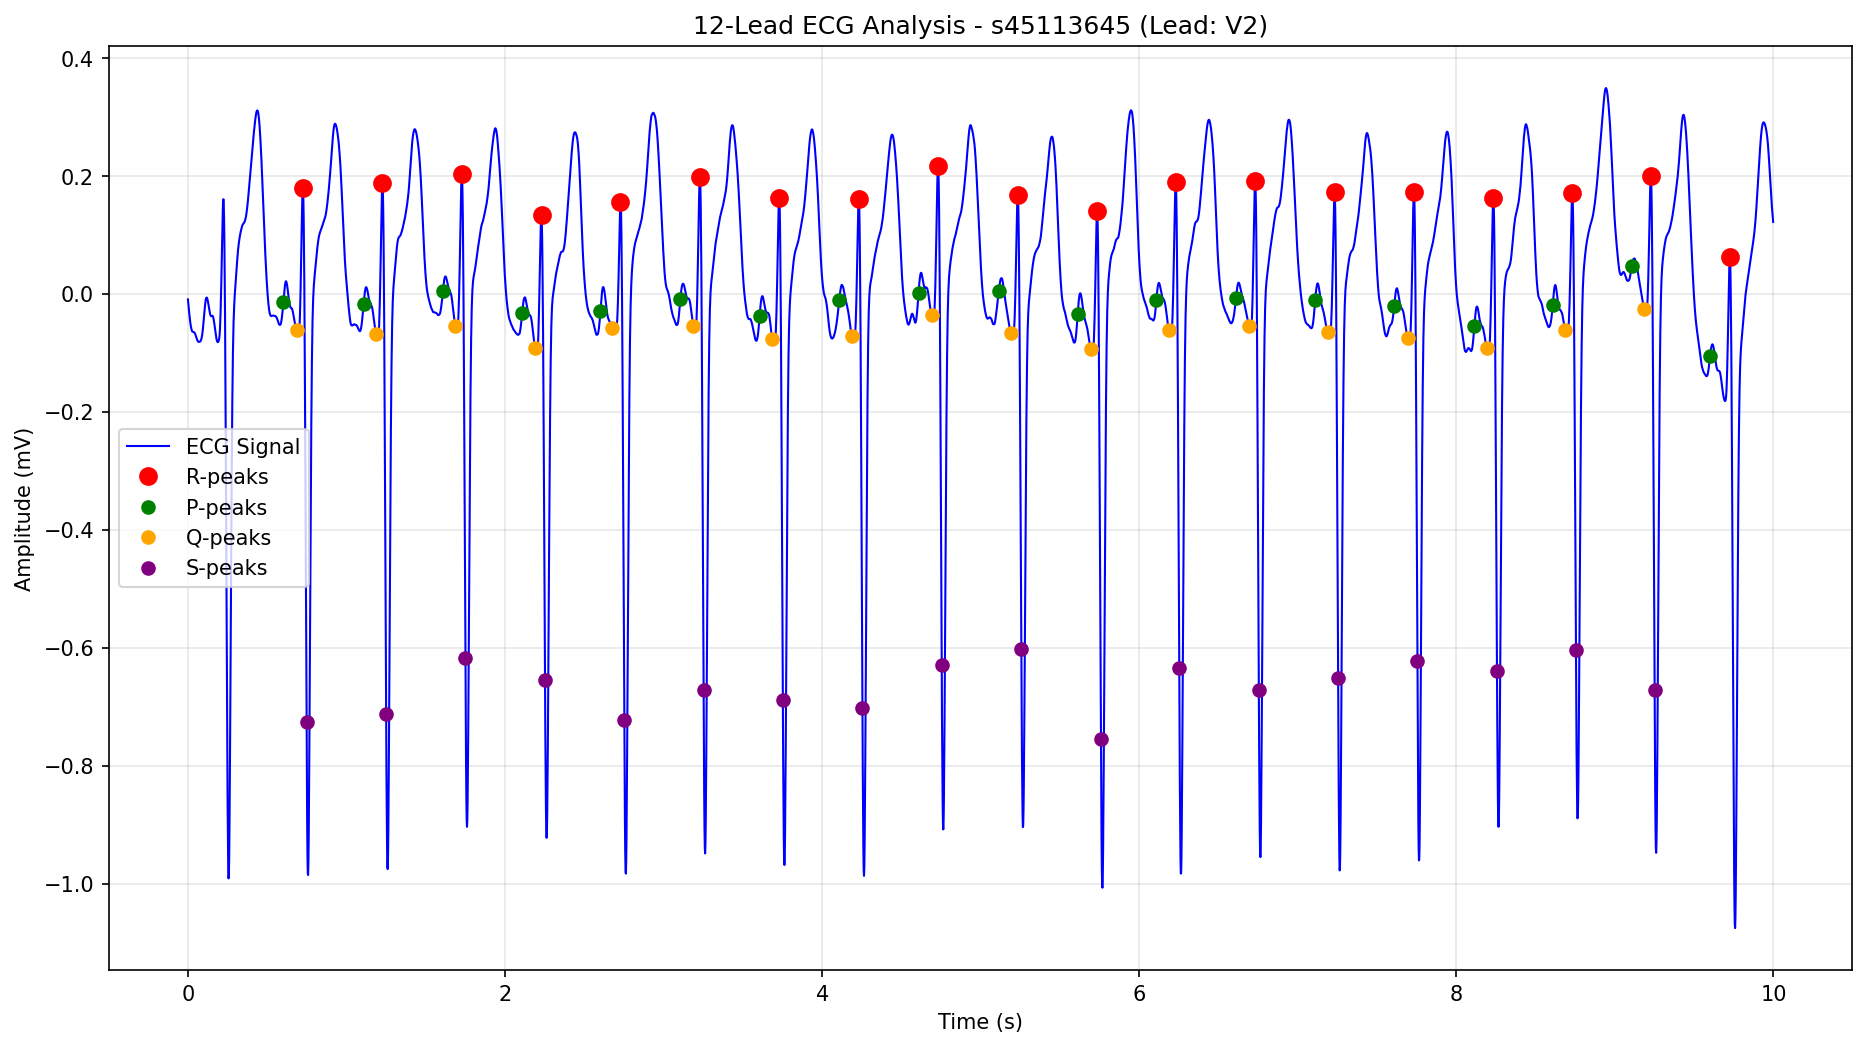 12-Lead ECG Analysis - s45113645 (Lead: V2)
0.4
0.2
0.0
−0.2
−0.4
−0.6
−0.8
−1.0
Amplitude (mV)
ECG Signal
R-peaks
P-peaks
Q-peaks
S-peaks
0 2 4 6 8 10
Time (s)